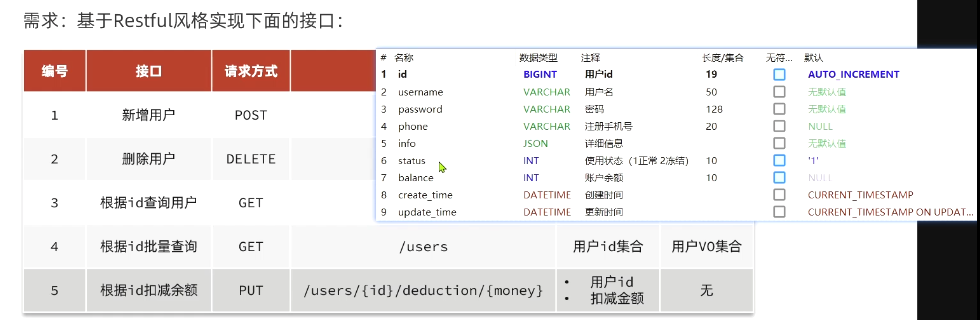 需求：基于Restful风格实现下面的接口：
编号 接口 请求方式
1 新增用户 POST
2 删除用户 DELETE
3 根据id查询用户 GET
4 根据id批量查询 GET /users 用户id集合 用户VO集合
5 根据id扣减余额 PUT /users/{id}/deduction/{money} • 用户id • 扣减金额 无
# 名称 数据类型 注释 长度/集合 无符... 默认
1 id BIGINT 用户id 19 AUTO_INCREMENT
2 username VARCHAR 用户名 50 无默认值
3 password VARCHAR 密码 128 无默认值
4 phone VARCHAR 注册手机号 20 NULL
5 info JSON 详细信息 无默认值
6 status INT 使用状态（1正常 2冻结） 10 '1'
7 balance INT 账户余额 10 NULL
8 create_time DATETIME 创建时间 CURRENT_TIMESTAMP
9 update_time DATETIME 更新时间 CURRENT_TIMESTAMP ON UPDAT...